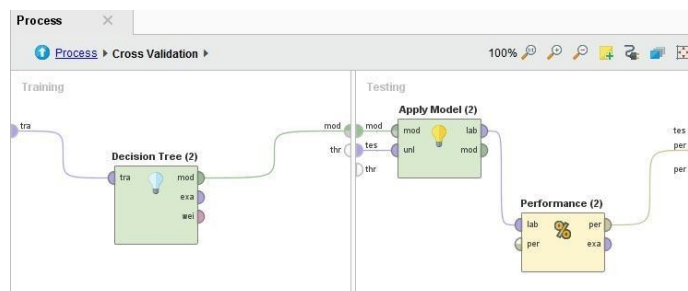 Process
Process Cross Validation
100%
Training
tra
mod
thr
Decision Tree (2)
tra mod
exa
wei
Testing
mod
tes
thr
Apply Model (2)
mod lab
unl mod
Performance (2)
lab per
per exa
%
tes
per
per